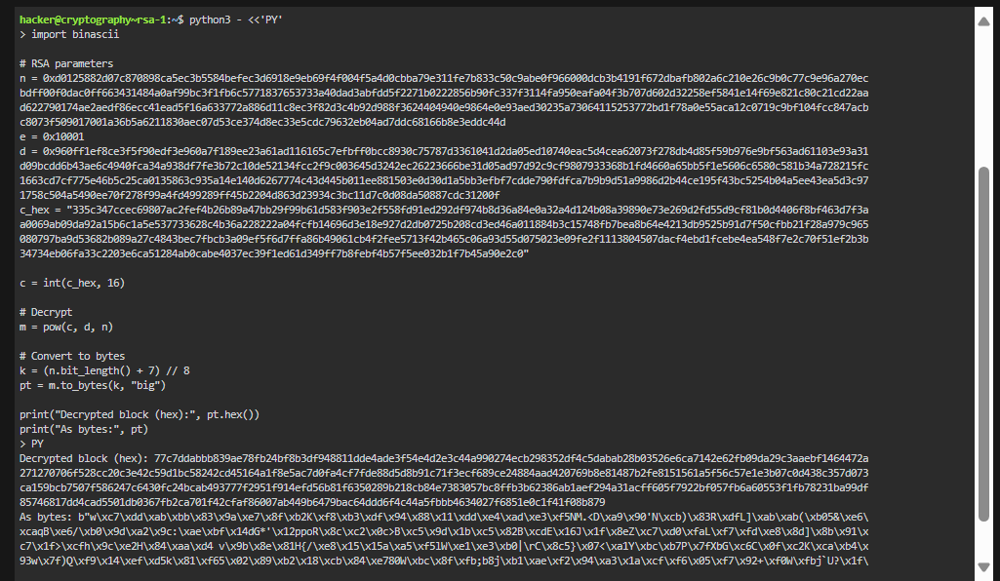 hacker@cryptography~rsa-1:~$ python3 - <<'PY'
> import binascii
# RSA parameters
n = 0xd0125882d07c870898ca5ec3b5584befec3d6918e9eb69f4f004f5a4d0cbba79e311fe7b833c50c9abe0f966000dcb3b4191f672dbafb802a6c210e26c9b0c77c9e96a270ec
bdff00f0dac0ff663431484a0af99bc3f1fb6c5771837653733a40dad3abfdd5f2271b0222856b90fc337f3114fa950eafa04f3b707d602d32258ef5841e14f69e821c80c21cd22aa
ad622790174ae2aedf86ecc41ead5f16a633772a886d11c8ec3f82d3c4b92d988f3624404940e9864e0e93aed30235a73064115253772bd1f78a0e55aca12c0719c9bf104fcc847acb
c8073f509017001a36b5a6211830aec07d53ce374d8ec33e5cdc79632eb04ad7ddc68166b8e3eddc44d
e = 0x10001
d = 0x960ff1ef8ce3f5f90edf3e960a7f189ee23a61ad116165c7efbff0bcc8930c75787d3361041d2da05ed10740eac5d4cea62073f278db4d85f59b976e9bf563ad61103e93a31
d09bcdd6b43ae6c4940fca34a938df7fe3b72c10de52134fcc2f9c003645d3242ec26223666be31d05ad97d92c9cf9807933368b1fd4660a65bb5f1e5606c6580c581b34a728215fc
1663cd7cf775e46b5c25ca0135863c935a14e140d6267774c43d445b011ee881503e0d30d1a5bb3efbf7cdde790fdfca7b9b9d51a9986d2b44ce195f43bc5254b04a5ee43ea5d3c97
1758c504a5490ee70f278f99a4fd499289ff45b2204d863d23934c3bc11d7c0d08da50887cdc31200f
c_hex = "335c347ccec69807ac2fef4b26b89a47bb29f99b61d583f903e2f558fd91ed292df974b8d36a84e0a32a4d124b08a39890e73e269d2fd55d9cf81b0d4406f8bf463d7f3a
a0069ab09da92a15b6c1a5e537733628c4b36a228222a04fcfb14696d3e18e927d2db0725b208cd3ed46a011884b3c15748fb7bea8b64e4213db9525b91d7f50cfbb21f28a979c965
080797ba9d53682b089a27c4843bec7fbcb3a09ef5f6d7ffa86b49061cb4f2fee5713f42b465c06a93d55d075023e09fe2f1113804507dacf4ebd1fcebe4ea548f7e2c70f51ef2b3b
34734eb06fa33c2203e6ca51284ab0cabe4037ec39f1ed61d349ff7b8febf4b57f5ee032b1f7b45a90e2c0"
c = int(c_hex, 16)
# Decrypt
m = pow(c, d, n)
# Convert to bytes
k = (n.bit_length() + 7) // 8
pt = m.to_bytes(k, "big")
print("Decrypted block (hex):", pt.hex())
print("As bytes:", pt)
> PY
Decrypted block (hex): 77c7ddabbb839ae78fb24bf8b3df948811dde4ade3f54e4d2e3c44a990274ecb298352df4c5dabab28b03526e6ca7142e62fb09da29c3aaebf1464472a
271270706f528cc20c3e42c59d1bc58242cd45164a1f8e5ac7d0fa4cf7fde88d5d8b91c71f3ecf689ce24884aad420769b8e81487b2fe8151561a5f56c57e1e3b07c0d438c357d073
ca159bcb7507f586247c6430fc24bcab493777f2951f914efd56b81f6350289b218cb84e7383057bc8ffb3b62386ab1aef294a31acff605f7922bf057fb6a60553f1fb78231ba99df
85746817dd4cad5501db0367fb2ca701f42cfaf86007ab449b6479bac64ddd6f4c44a5fbbb4634027f6851e0c1f41f08b879
As bytes: b"w\xc7\xdd\xab\xbb\x83\x9a\xe7\x8f\xb2K\xf8\xb3\xdf\x94\x88\x11\xdd\xe4\xad\xe3\xf5NM.<D\xa9\x90'N\xcb)\x83R\xdfL]\xab\xab(\xb05&\xe6\
xcaqB\xe6/\xb0\x9d\xa2\x9c:\xae\xbf\x14dG*'\x12ppoR\x8c\xc2\x0c>B\xc5\x9d\x1b\xc5\x82B\xcdE\x16J\x1f\x8eZ\xc7\xd0\xfaL\xf7\xfd\xe8\x8d]\x8b\x91\x
c7\x1f>\xcfh\x9c\xe2H\x84\xaa\xd4 v\x9b\x8e\x81H{/\xe8\x15\x15a\xa5\xf5lW\xe1\xe3\xb0|\rC\x8c5}\x07<\xa1Y\xbc\xb7P\x7fXbG\xc6C\x0f\xc2K\xca\xb4\x
93w\x7f)Q\xf9\x14\xef\xd5k\x81\xf65\x02\x89\xb2\x18\xcb\x84\xe780W\xbc\x8f\xfb;b8j\xb1\xae\xf2\x94\xa3\x1a\xcf\xf6\x05\xf7\x92+\xf0W\xfbj`U?\x1f\